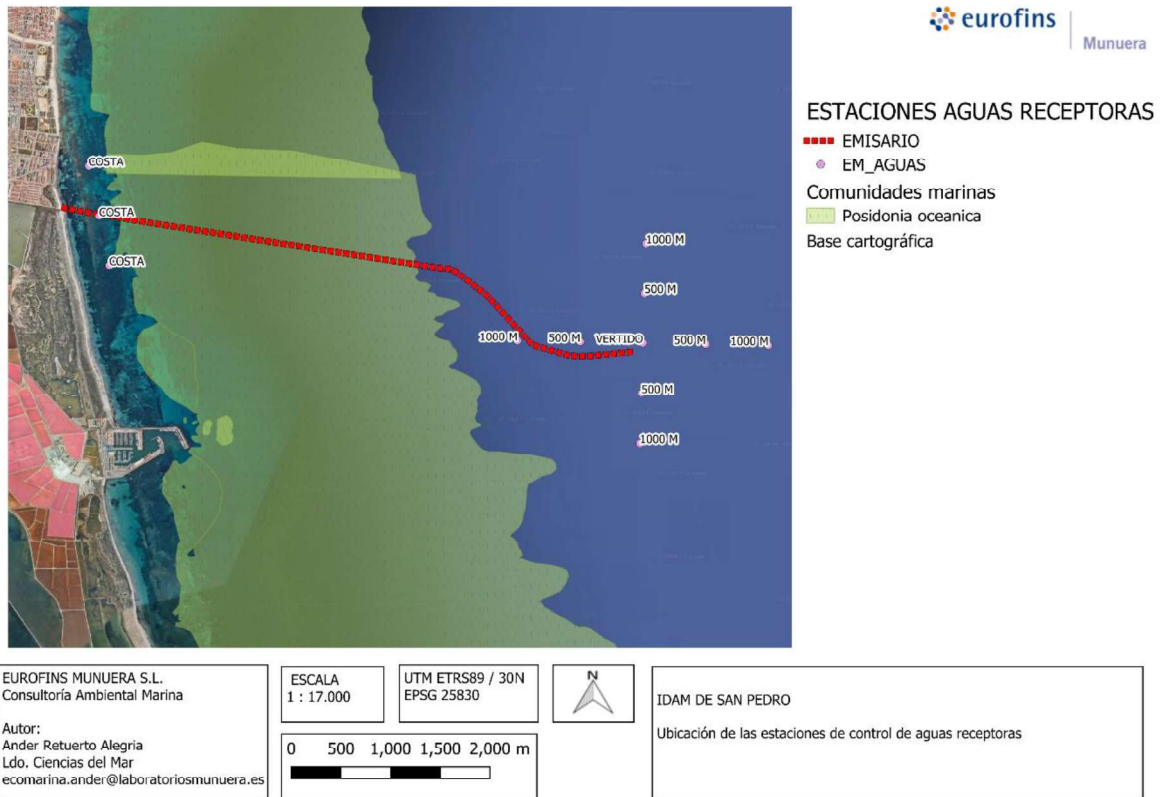 eurofins
Munuera
ESTACIONES AGUAS RECEPTORAS
EMISARIO
EM_AGUAS
Comunidades marinas
Posidonia oceanica
Base cartográfica
COSTA
COSTA
COSTA
1000 M
500 M
1000 M
500 M
VERTIDO
500 M
1000 M
500 M
1000 M
EUROFINS MUNUERA S.L.
Consultoría Ambiental Marina
Autor:
Ander Retuerto Alegria
Ldo. Ciencias del Mar
ecomarina.ander@laboratoriosmunuera.es
ESCALA
1 : 17.000
0 500 1,000 1,500 2,000 m
UTM ETRS89 / 30N
EPSG 25830
N
IDAM DE SAN PEDRO
Ubicación de las estaciones de control de aguas receptoras